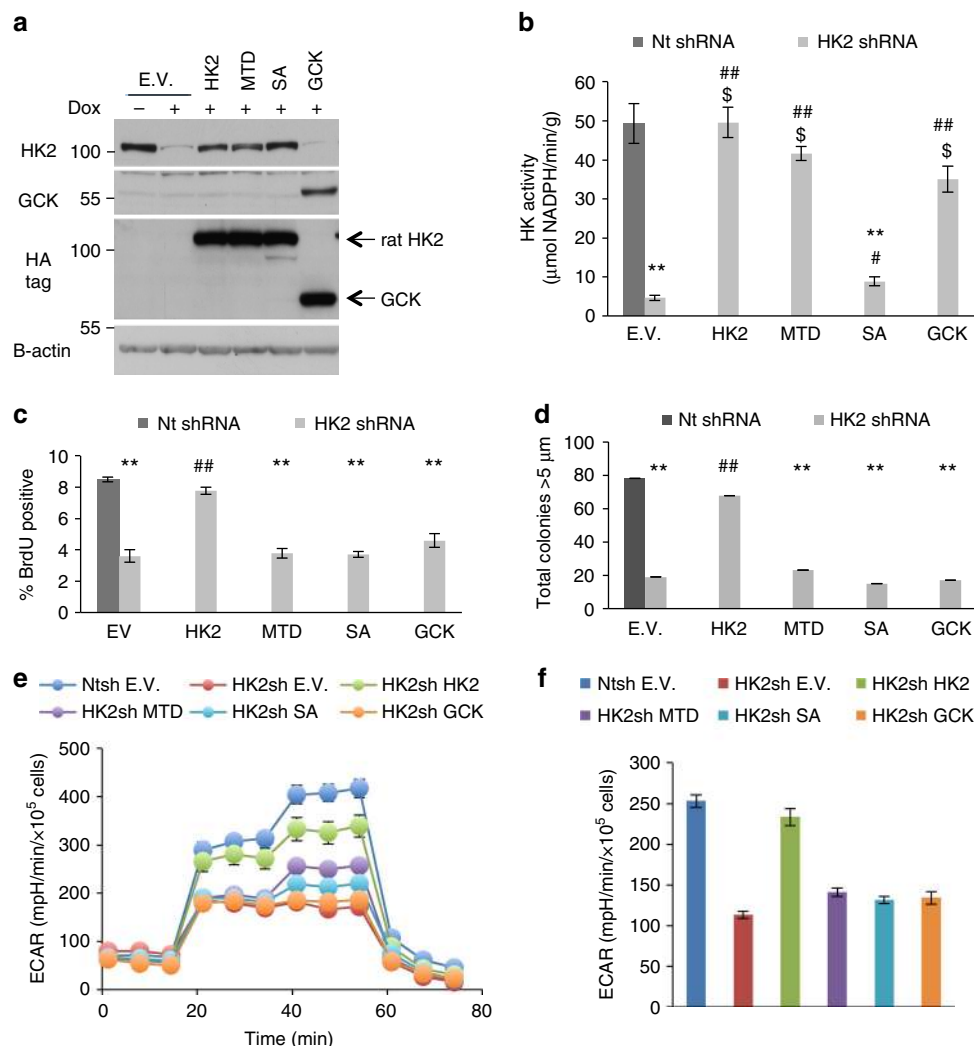 a
E.V.
HK2
MTD
SA
GCK
Dox
− + + + + +
HK2
100
GCK
55
HA
tag
100
rat HK2
GCK
55
B-actin
b
Nt shRNA
HK2 shRNA
HK activity
(μmol NADPH/min/g)
60
50
40
30
20
10
0
**
##
$
##
$
**
#
##
$
E.V. HK2 MTD SA GCK
c
Nt shRNA
HK2 shRNA
% BrdU positive
10
8
6
4
2
0
** ## ** ** **
EV HK2 MTD SA GCK
d
Nt shRNA
HK2 shRNA
Total colonies >5 μm
80
60
40
20
0
** ## ** ** **
E.V. HK2 MTD SA GCK
e
Ntsh E.V. HK2sh E.V. HK2sh HK2
HK2sh MTD HK2sh SA HK2sh GCK
ECAR (mpH/min/×10⁵ cells)
500
400
300
200
100
0
0 20 40 60 80
Time (min)
f
Ntsh E.V. HK2sh E.V. HK2sh HK2
HK2sh MTD HK2sh SA HK2sh GCK
ECAR (mpH/min/×10⁵ cells)
300
250
200
150
100
50
0